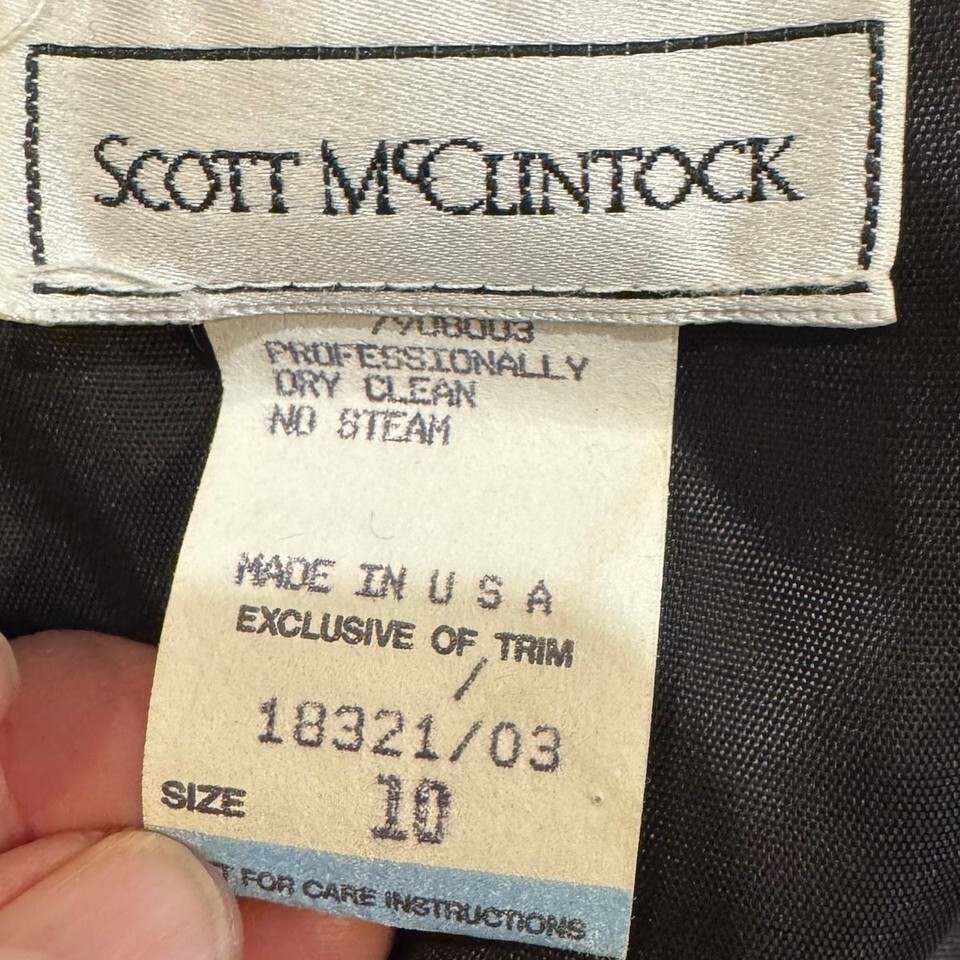 SCOTT McCLINTOCK
7908003
PROFESSIONALLY
DRY CLEAN
NO STEAM
MADE IN U S A
EXCLUSIVE OF TRIM
/
18321/03
SIZE 10
FOR CARE INSTRUCTIONS